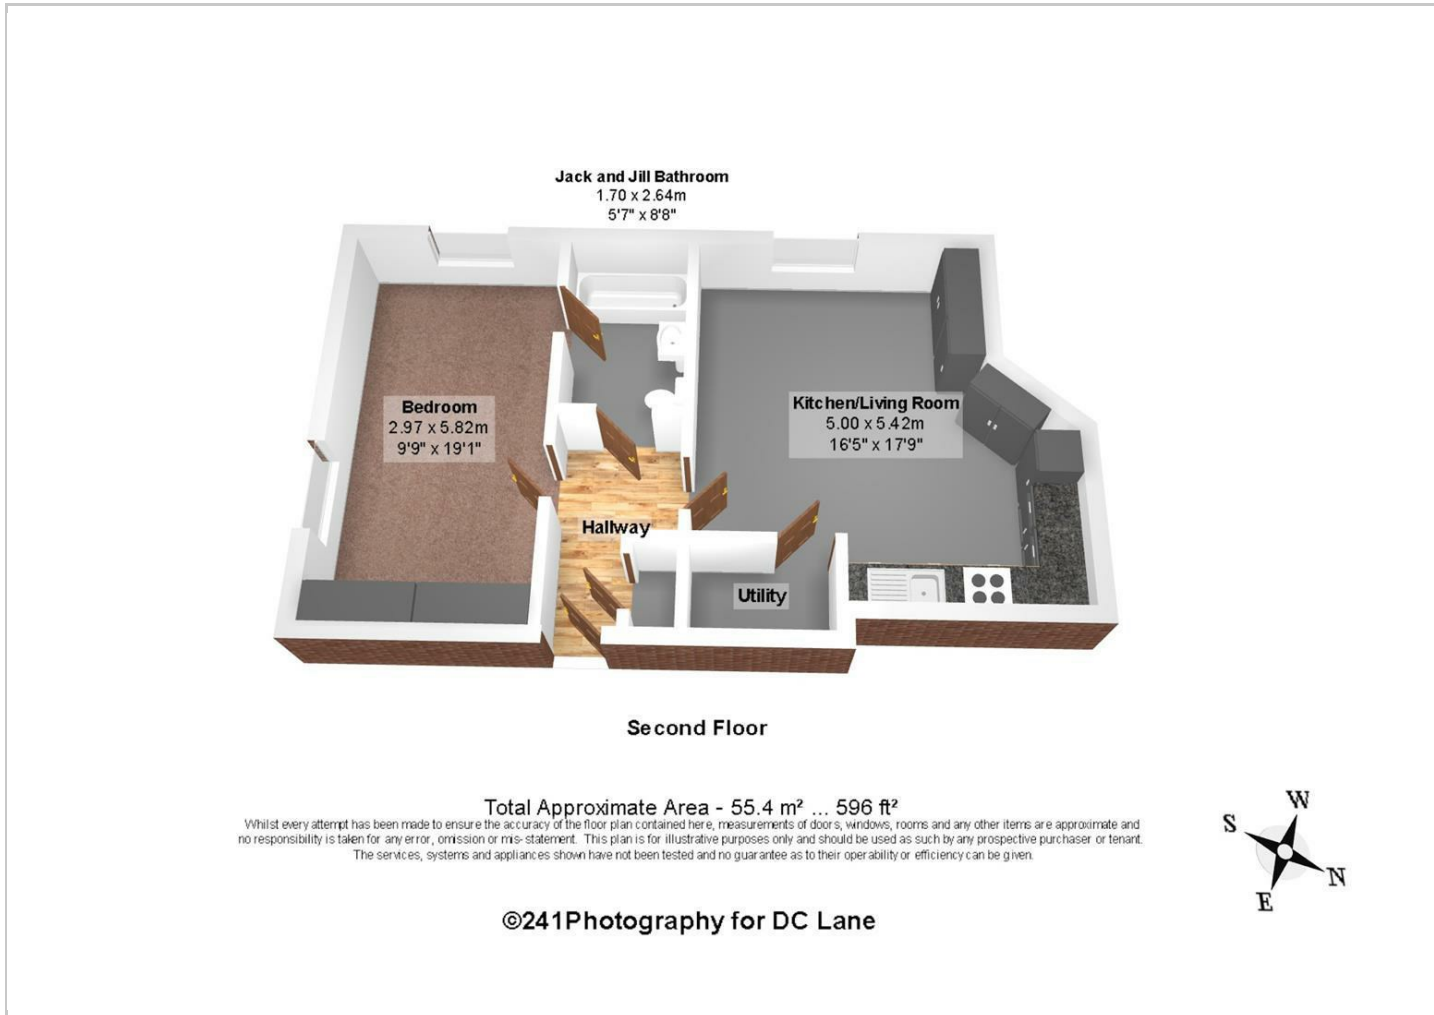 Jack and Jill Bathroom
1.70 x 2.64m
5'7" x 8'8"
Bedroom
2.97 x 5.82m
9'9" x 19'1"
Kitchen/Living Room
5.00 x 5.42m
16'5" x 17'9"
Hallway
Utility
Second Floor
Total Approximate Area - 55.4 m² ... 596 ft²
Whilst every attempt has been made to ensure the accuracy of the floor plan contained here, measurements of doors, windows, rooms and any other items are approximate and
no responsibility is taken for any error, omission or mis- statement. This plan is for illustrative purposes only and should be used as such by any prospective purchaser or tenant.
The services, systems and appliances shown have not been tested and no guarantee as to their operability or efficiency can be given.
W
S
N
E
©241Photography for DC Lane